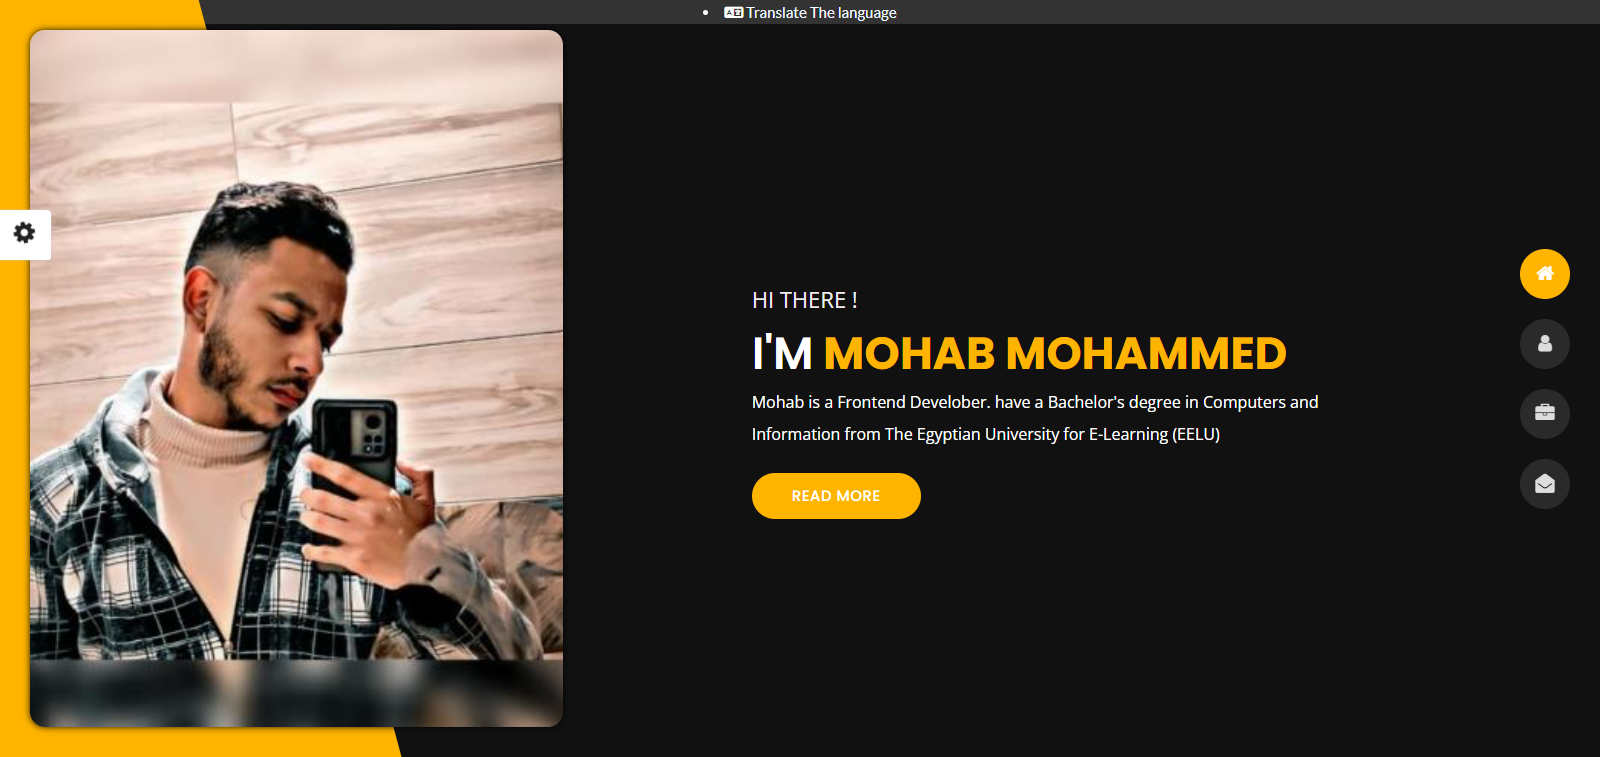 Translate The language
HI THERE !
I'M MOHAB MOHAMMED
Mohab is a Frontend Develober. have a Bachelor's degree in Computers and
Information from The Egyptian University for E-Learning (EELU)
READ MORE